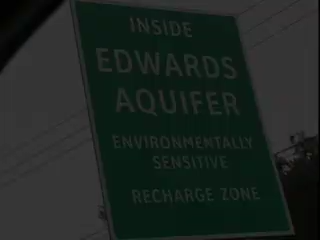 INSIDE
EDWARDS
AQUIFER
ENVIRONMENTALLY
SENSITIVE
RECHARGE ZONE